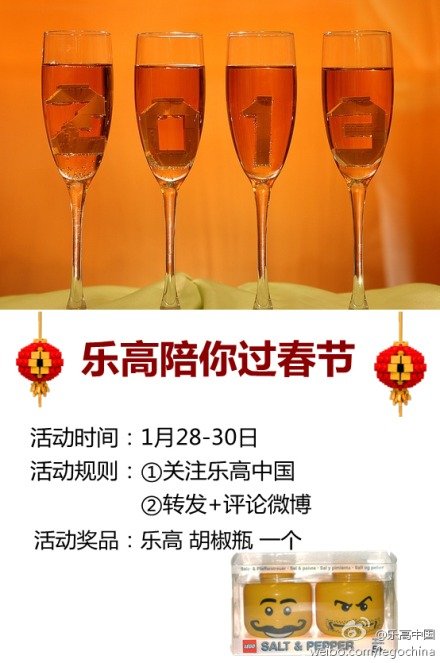 2013
乐高陪你过春节
活动时间：1月28-30日
活动规则：①关注乐高中国
②转发+评论微博
活动奖品：乐高 胡椒瓶 一个
Salt & pepper
LEGO SALT & PEPPER
@乐高中国
weibo.com/legochina